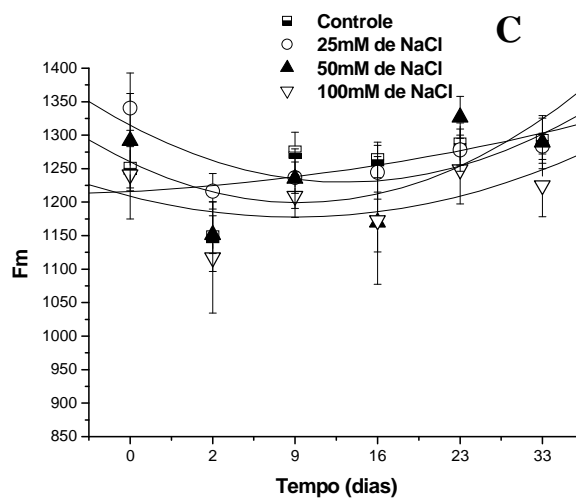 Controle
C
25mM de NaCl
50mM de NaCl
100mM de NaCl
1400
1350
1300
1250
1200
1150
1100
1050
1000
950
900
850
Fm
0 2 9 16 23 33
Tempo (dias)